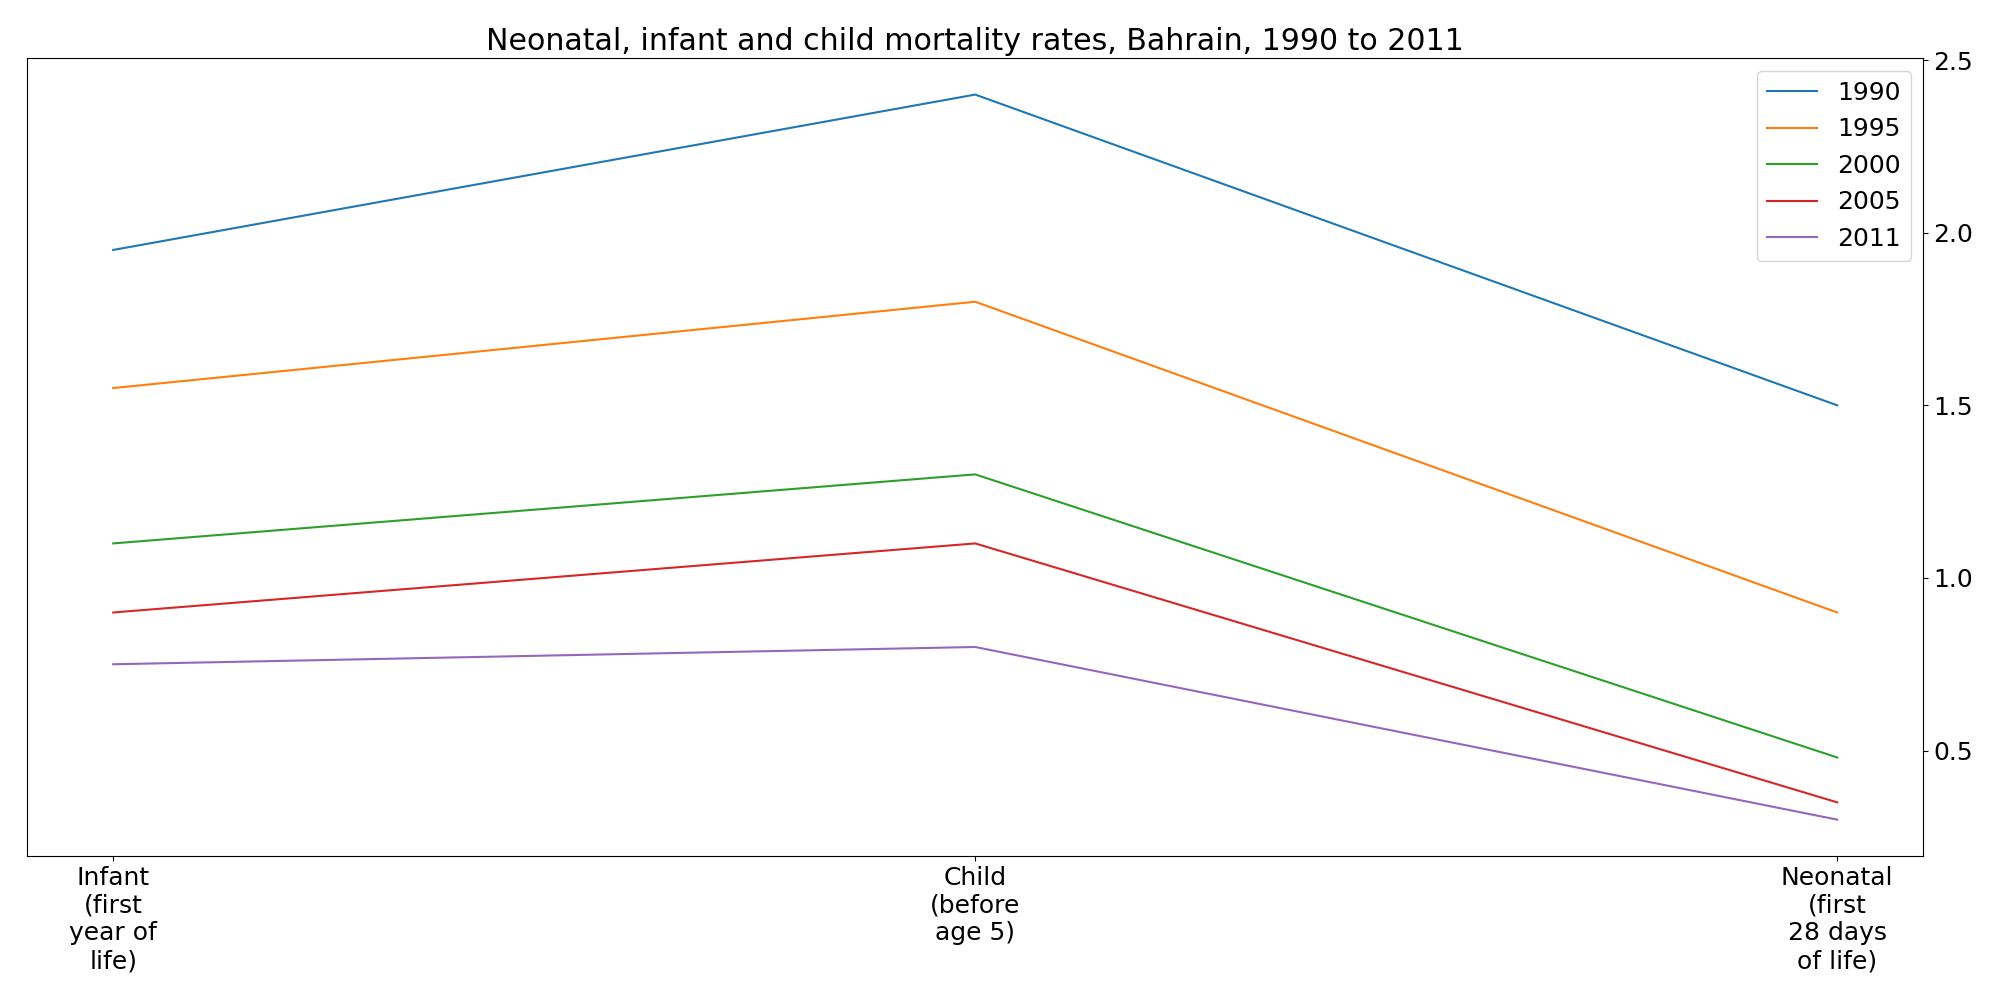 Neonatal, infant and child mortality rates, Bahrain, 1990 to 2011
1990
1995
2000
2005
2011
2.5
2.0
1.5
1.0
0.5
Infant
(first
year of
life)
Child
(before
age 5)
Neonatal
(first
28 days
of life)